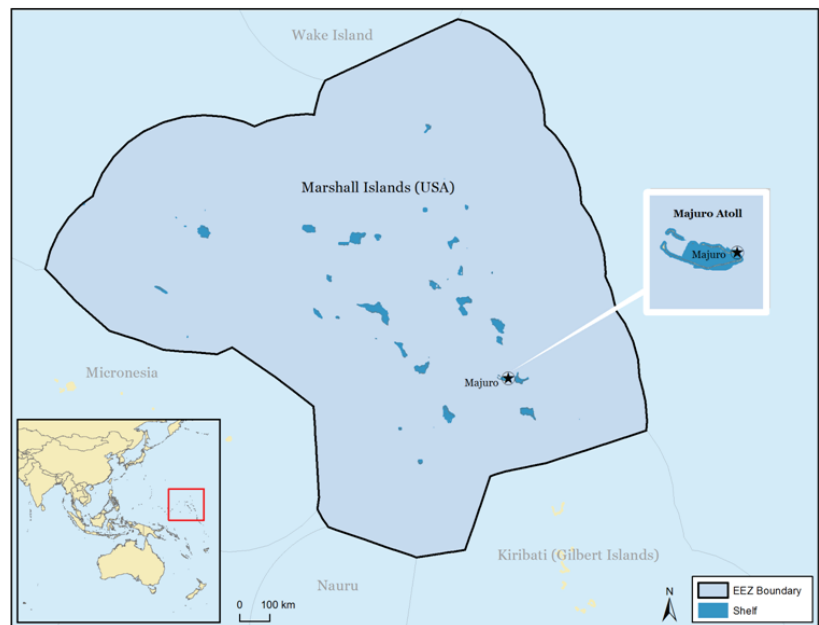 Wake Island
Marshall Islands (USA)
Majuro Atoll
Majuro
Majuro
Micronesia
Kiribati (Gilbert Islands)
Nauru
0 100 km
N
EEZ Boundary
Shelf